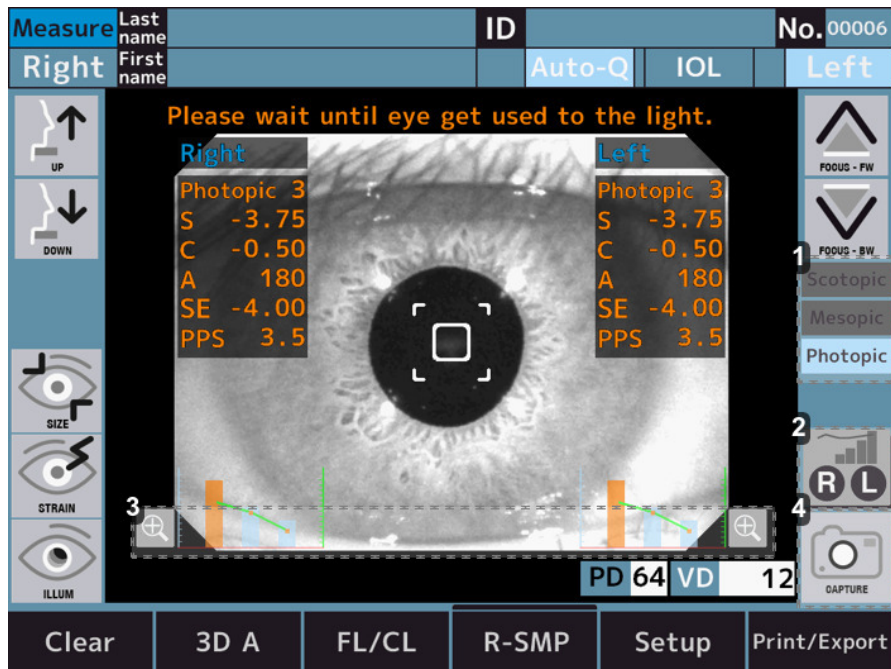 Measure Last name ID No. 00006
Right First name Auto-Q IOL Left
Please wait until eye get used to the light.
UP
DOWN
SIZE
STRAIN
ILLUM
Right
Photopic 3
S -3.75
C -0.50
A 180
SE -4.00
PPS 3.5
Left
Photopic 3
S -3.75
C -0.50
A 180
SE -4.00
PPS 3.5
FOCUS - FW
FOCUS - BW
1
Scotopic
Mesopic
Photopic
2
R L
3
4
CAPTURE
PD 64 VD 12
Clear 3D A FL/CL R-SMP Setup Print/Export